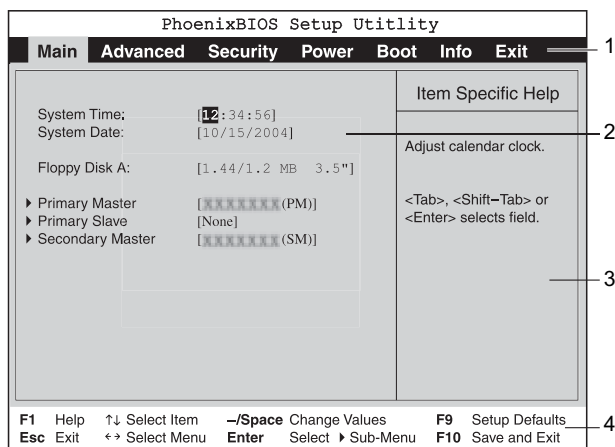 PhoenixBIOS Setup Utitlity
Main Advanced Security Power Boot Info Exit
1
Item Specific Help
System Time: [12:34:56]
System Date: [10/15/2004]
2
Adjust calendar clock.
Floppy Disk A: [1.44/1.2 MB 3.5"]
<Tab>, <Shift–Tab> or
<Enter> selects field.
Primary Master [XXXXXXX(PM)]
Primary Slave [None]
Secondary Master [XXXXXXX(SM)]
3
F1 Help ↑↓ Select Item –/Space Change Values F9 Setup Defaults
4
Esc Exit ←→ Select Menu Enter Select ▶ Sub-Menu F10 Save and Exit